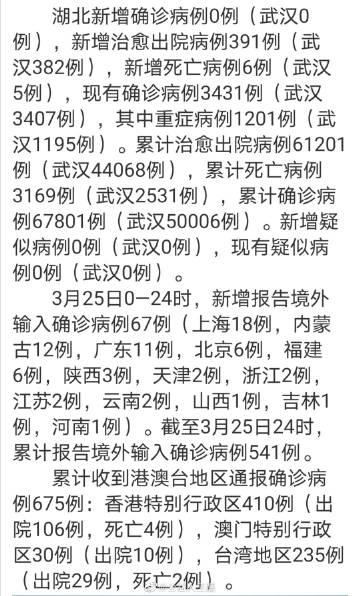 湖北新增确诊病例0例（武汉0
例），新增治愈出院病例391例（武
汉382例），新增死亡病例6例（武汉
5例），现有确诊病例3431例（武汉
3407例），其中重症病例1201例（武
汉1195例）。累计治愈出院病例61201
例（武汉44068例），累计死亡病例
3169例（武汉2531例），累计确诊病
例67801例（武汉50006例）。新增疑
似病例0例（武汉0例），现有疑似病
例0例（武汉0例）。
3月25日0—24时，新增报告境外
输入确诊病例67例（上海18例，内蒙
古12例，广东11例，北京6例，福建
6例，陕西3例，天津2例，浙江2例，
江苏2例，云南2例，山西1例，吉林1
例，河南1例）。截至3月25日24时，
累计报告境外输入确诊病例541例。
累计收到港澳台地区通报确诊病
例675例：香港特别行政区410例（出
院106例，死亡4例），澳门特别行政
区30例（出院10例），台湾地区235例
（出院29例，死亡2例）。